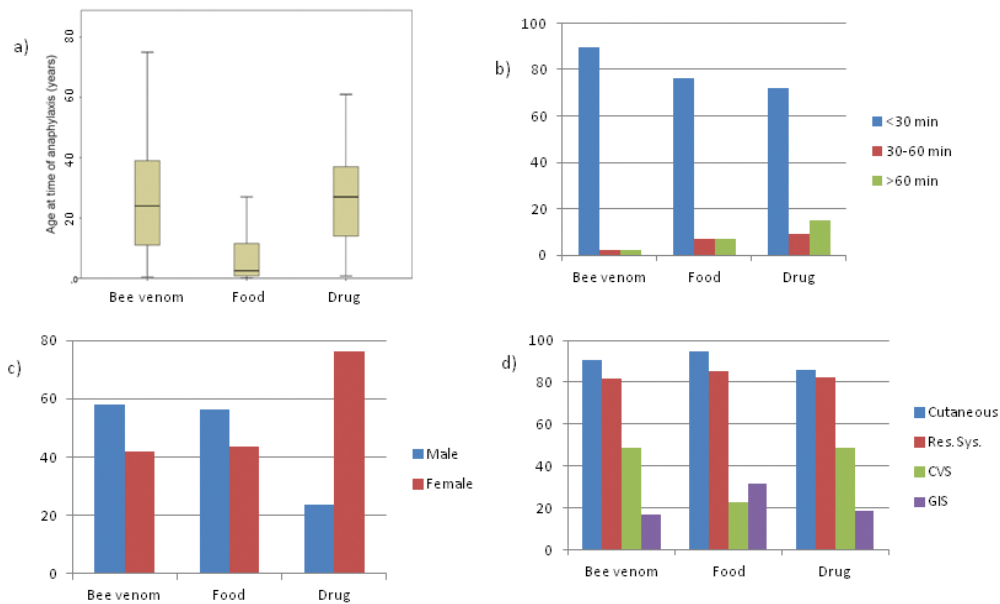 a)
Age at time of anaphylaxis (years)
80
60
40
20
.0
Bee venom Food Drug
b)
100
80
60
40
20
0
Bee venom Food Drug
<30 min
30-60 min
>60 min
c)
80
60
40
20
0
Bee venom Food Drug
Male
Female
d)
100
80
60
40
20
0
Bee venom Food Drug
Cutaneous
Res. Sys.
CVS
GIS